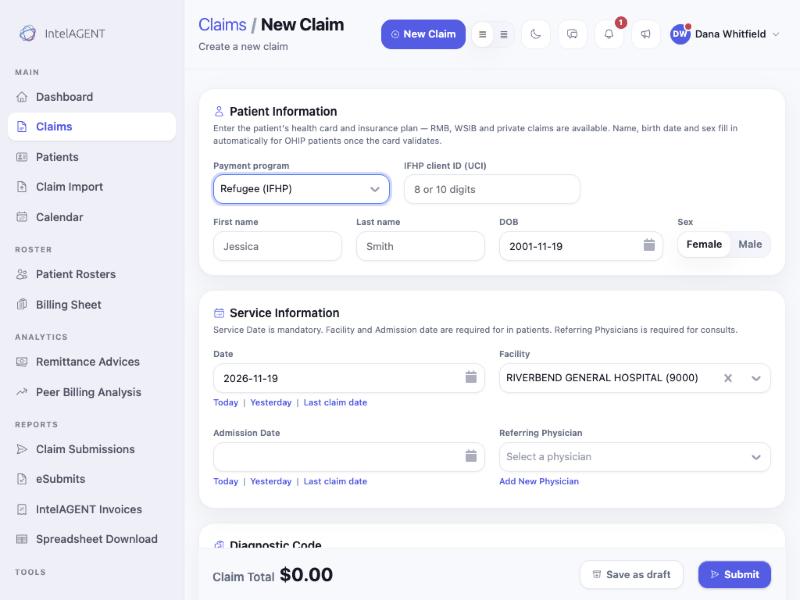 IntelAGENT
MAIN
Dashboard
Claims
Patients
Claim Import
Calendar
ROSTER
Patient Rosters
Billing Sheet
ANALYTICS
Remittance Advices
Peer Billing Analysis
REPORTS
Claim Submissions
eSubmits
IntelAGENT Invoices
Spreadsheet Download
TOOLS
Claims / New Claim
Create a new claim
New Claim
1
DW
Dana Whitfield
Patient Information
Enter the patient's health card and insurance plan — RMB, WSIB and private claims are available. Name, birth date and sex fill in
automatically for OHIP patients once the card validates.
Payment program
IFHP client ID (UCI)
Refugee (IFHP)
8 or 10 digits
First name
Last name
DOB
Sex
Jessica
Smith
2001-11-19
Female
Male
Service Information
Service Date is mandatory. Facility and Admission date are required for in patients. Referring Physicians is required for consults.
Date
Facility
2026-11-19
RIVERBEND GENERAL HOSPITAL (9000)
Today | Yesterday | Last claim date
Admission Date
Referring Physician
Select a physician
Today | Yesterday | Last claim date
Add New Physician
Diagnostic Code
Claim Total $0.00
Save as draft
Submit